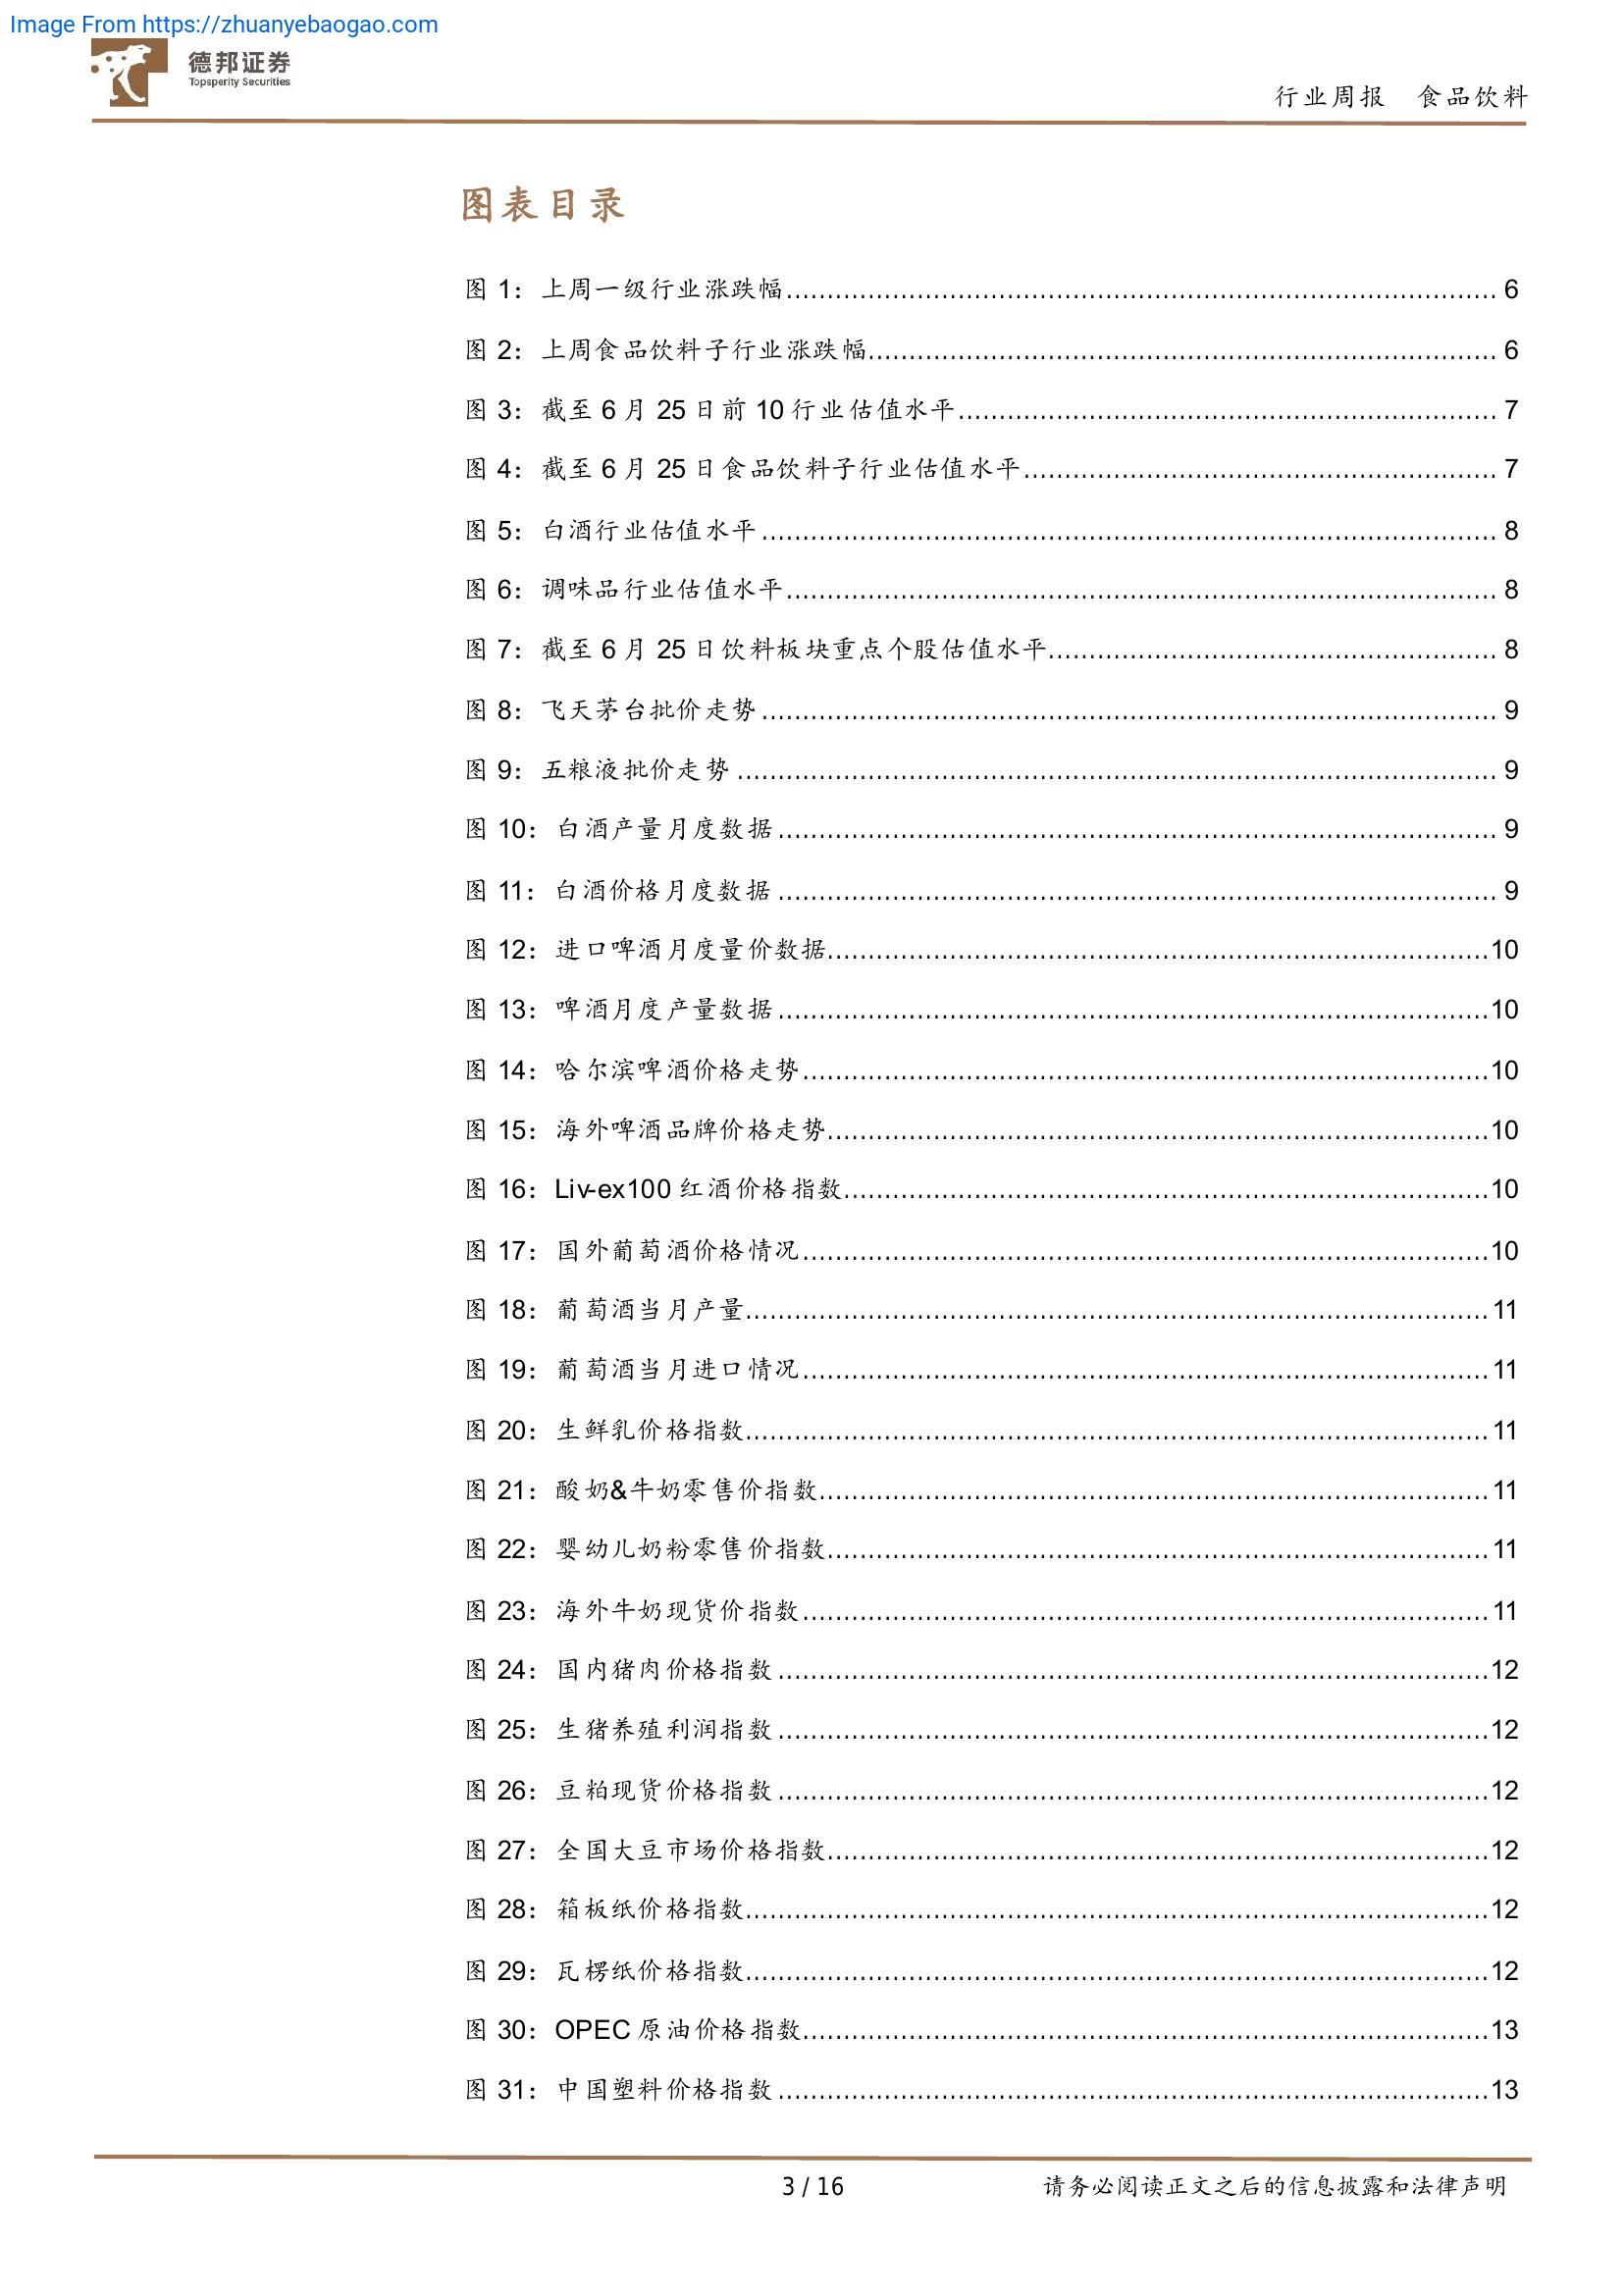 Image From https://zhuanyebaogao.com
德邦证券
Topsperity Securities
行业周报 食品饮料
图表目录
图 1：上周一级行业涨跌幅.......... 6
图 2：上周食品饮料子行业涨跌幅.......... 6
图 3：截至 6 月 25 日前 10 行业估值水平.......... 7
图 4：截至 6 月 25 日食品饮料子行业估值水平.......... 7
图 5：白酒行业估值水平.......... 8
图 6：调味品行业估值水平.......... 8
图 7：截至 6 月 25 日饮料板块重点个股估值水平.......... 8
图 8：飞天茅台批价走势.......... 9
图 9：五粮液批价走势.......... 9
图 10：白酒产量月度数据.......... 9
图 11：白酒价格月度数据.......... 9
图 12：进口啤酒月度量价数据..........10
图 13：啤酒月度产量数据..........10
图 14：哈尔滨啤酒价格走势..........10
图 15：海外啤酒品牌价格走势..........10
图 16：Liv-ex100 红酒价格指数..........10
图 17：国外葡萄酒价格情况..........10
图 18：葡萄酒当月产量..........11
图 19：葡萄酒当月进口情况..........11
图 20：生鲜乳价格指数..........11
图 21：酸奶&牛奶零售价指数..........11
图 22：婴幼儿奶粉零售价指数..........11
图 23：海外牛奶现货价指数..........11
图 24：国内猪肉价格指数..........12
图 25：生猪养殖利润指数..........12
图 26：豆粕现货价格指数..........12
图 27：全国大豆市场价格指数..........12
图 28：箱板纸价格指数..........12
图 29：瓦楞纸价格指数..........12
图 30：OPEC 原油价格指数..........13
图 31：中国塑料价格指数..........13
3 / 16 请务必阅读正文之后的信息披露和法律声明